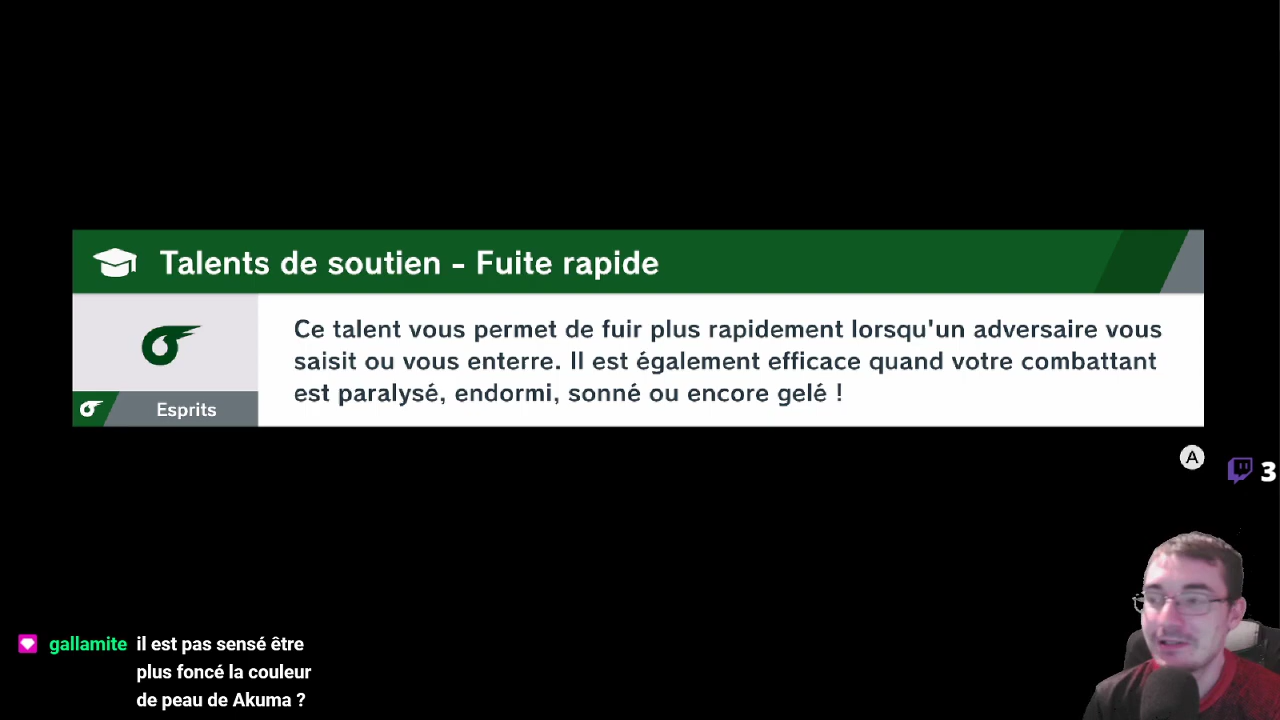 Talents de soutien - Fuite rapide
Ce talent vous permet de fuir plus rapidement lorsqu'un adversaire vous
saisit ou vous enterre. Il est également efficace quand votre combattant
est paralysé, endormi, sonné ou encore gelé !
Esprits
A
3
gallamite il est pas sensé être
plus foncé la couleur
de peau de Akuma ?